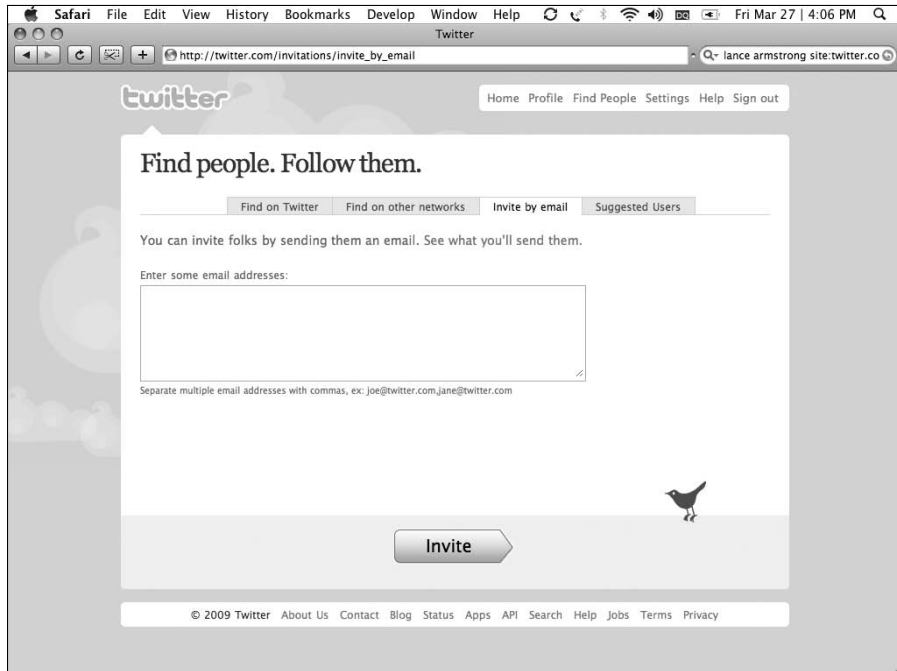 Safari File Edit View History Bookmarks Develop Window Help DQ Fri Mar 27 | 4:06 PM
Twitter
http://twitter.com/invitations/invite_by_email lance armstrong site:twitter.co
twitter Home Profile Find People Settings Help Sign out
Find people. Follow them.
Find on Twitter Find on other networks Invite by email Suggested Users
You can invite folks by sending them an email. See what you'll send them.
Enter some email addresses:
Separate multiple email addresses with commas, ex: joe@twitter.com,jane@twitter.com
Invite
© 2009 Twitter About Us Contact Blog Status Apps API Search Help Jobs Terms Privacy